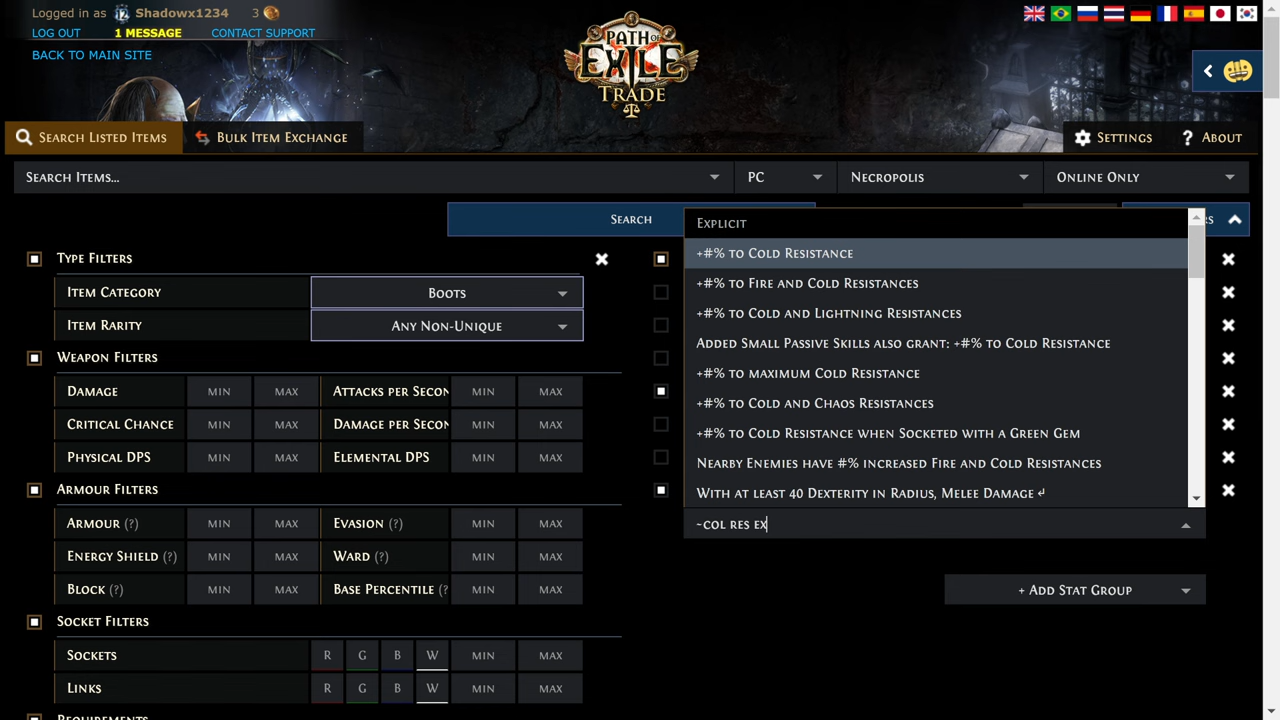 Logged in as Shadowx1234 3
LOG OUT 1 MESSAGE CONTACT SUPPORT
BACK TO MAIN SITE
PATH OF
EXILE
TRADE
Search Listed Items Bulk Item Exchange Settings ? About
Search Items... PC Necropolis Online Only
Search
Type Filters
Item Category Boots
Item Rarity Any Non-Unique
Weapon Filters
Damage MIN MAX Attacks per Secon MIN MAX
Critical Chance MIN MAX Damage per Secon MIN MAX
Physical DPS MIN MAX Elemental DPS MIN MAX
Armour Filters
Armour (?) MIN MAX Evasion (?) MIN MAX
Energy Shield (?) MIN MAX Ward (?) MIN MAX
Block (?) MIN MAX Base Percentile (? MIN MAX
Socket Filters
Sockets R G B W MIN MAX
Links R G B W MIN MAX
Requirements
Explicit
+#% to Cold Resistance
+#% to Fire and Cold Resistances
+#% to Cold and Lightning Resistances
Added Small Passive Skills also grant: +#% to Cold Resistance
+#% to maximum Cold Resistance
+#% to Cold and Chaos Resistances
+#% to Cold Resistance when Socketed with a Green Gem
Nearby Enemies have #% increased Fire and Cold Resistances
With at least 40 Dexterity in Radius, Melee Damage ↲
~col res ex
+ Add Stat Group